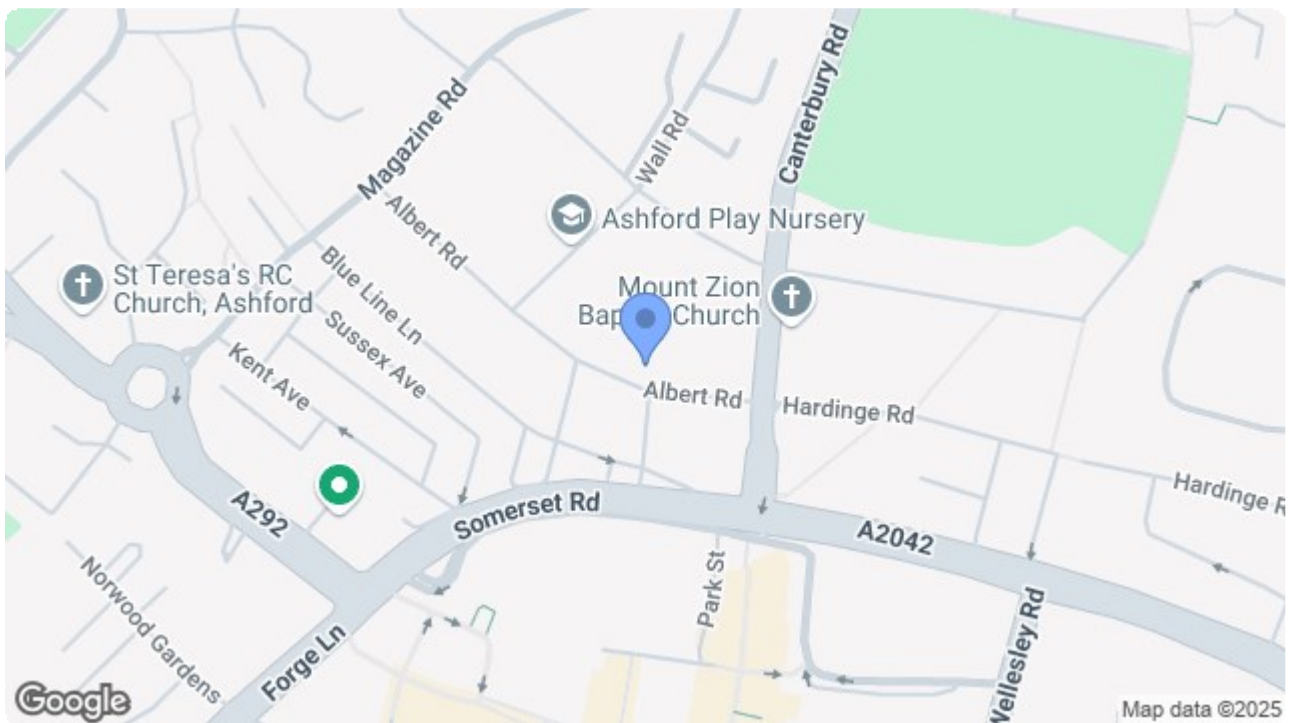 Canterbury Rd
Magazine Rd
Wall Rd
Albert Rd
Ashford Play Nursery
Blue Line Ln
St Teresa's RC
Church, Ashford
Mount Zion
Bap Church
Sussex Ave
Kent Ave
Albert Rd
Hardinge Rd
Hardinge R
A292
Somerset Rd
A2042
Norwood Gardens
Park St
Forge Ln
Wellesley Rd
Google
Map data ©2025